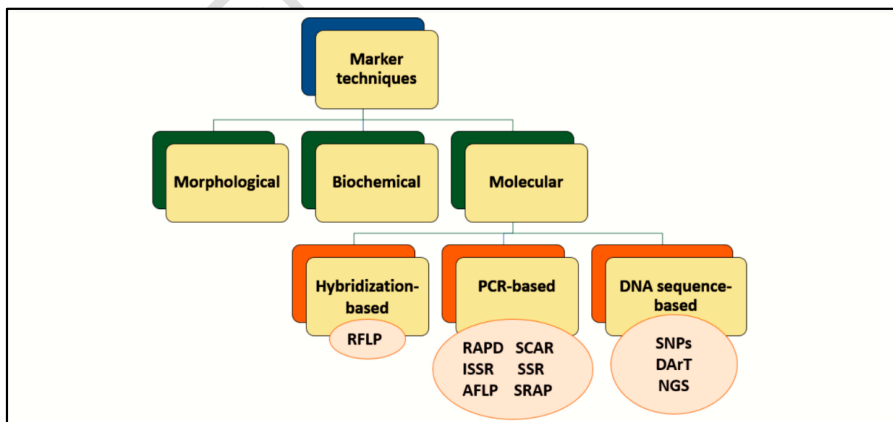 Marker
techniques
Morphological
Biochemical
Molecular
Hybridization-
based
RFLP
PCR-based
RAPD SCAR
ISSR SSR
AFLP SRAP
DNA sequence-
based
SNPs
DArT
NGS